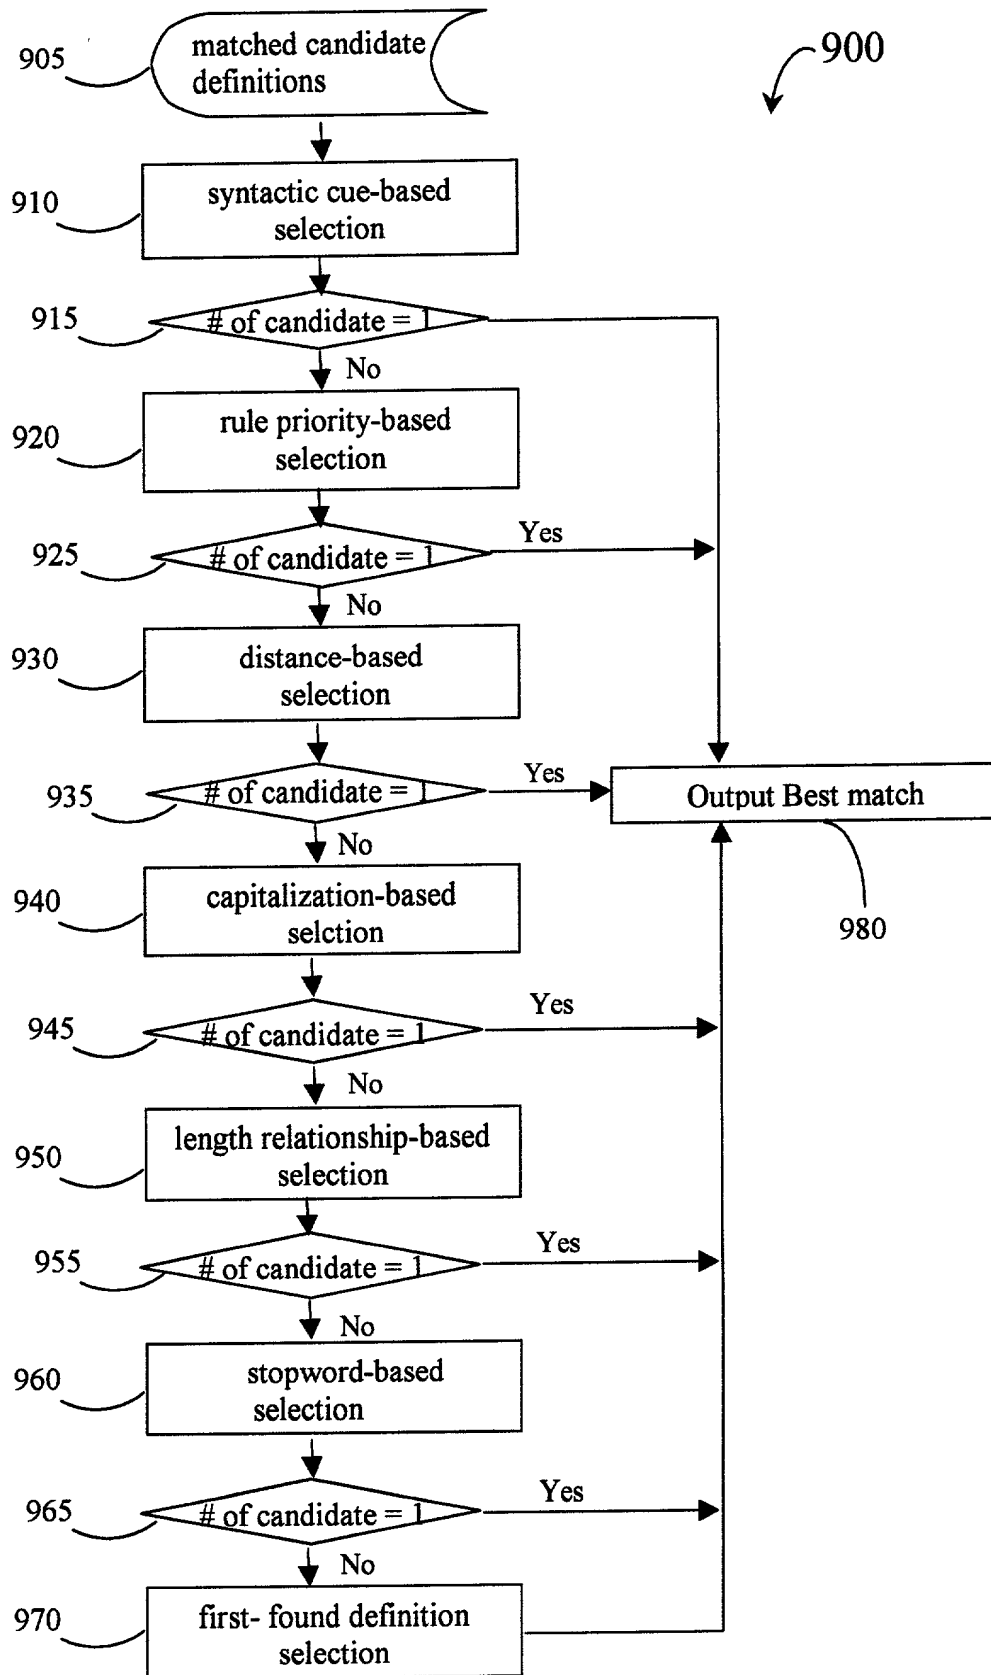 900
905
matched candidate
definitions
910
syntactic cue-based
selection
915
# of candidate = 1
No
920
rule priority-based
selection
925
# of candidate = 1
Yes
No
930
distance-based
selection
935
# of candidate = 1
Yes
Output Best match
980
No
940
capitalization-based
selction
945
# of candidate = 1
Yes
No
950
length relationship-based
selection
955
# of candidate = 1
Yes
No
960
stopword-based
selection
965
# of candidate = 1
Yes
No
970
first- found definition
selection